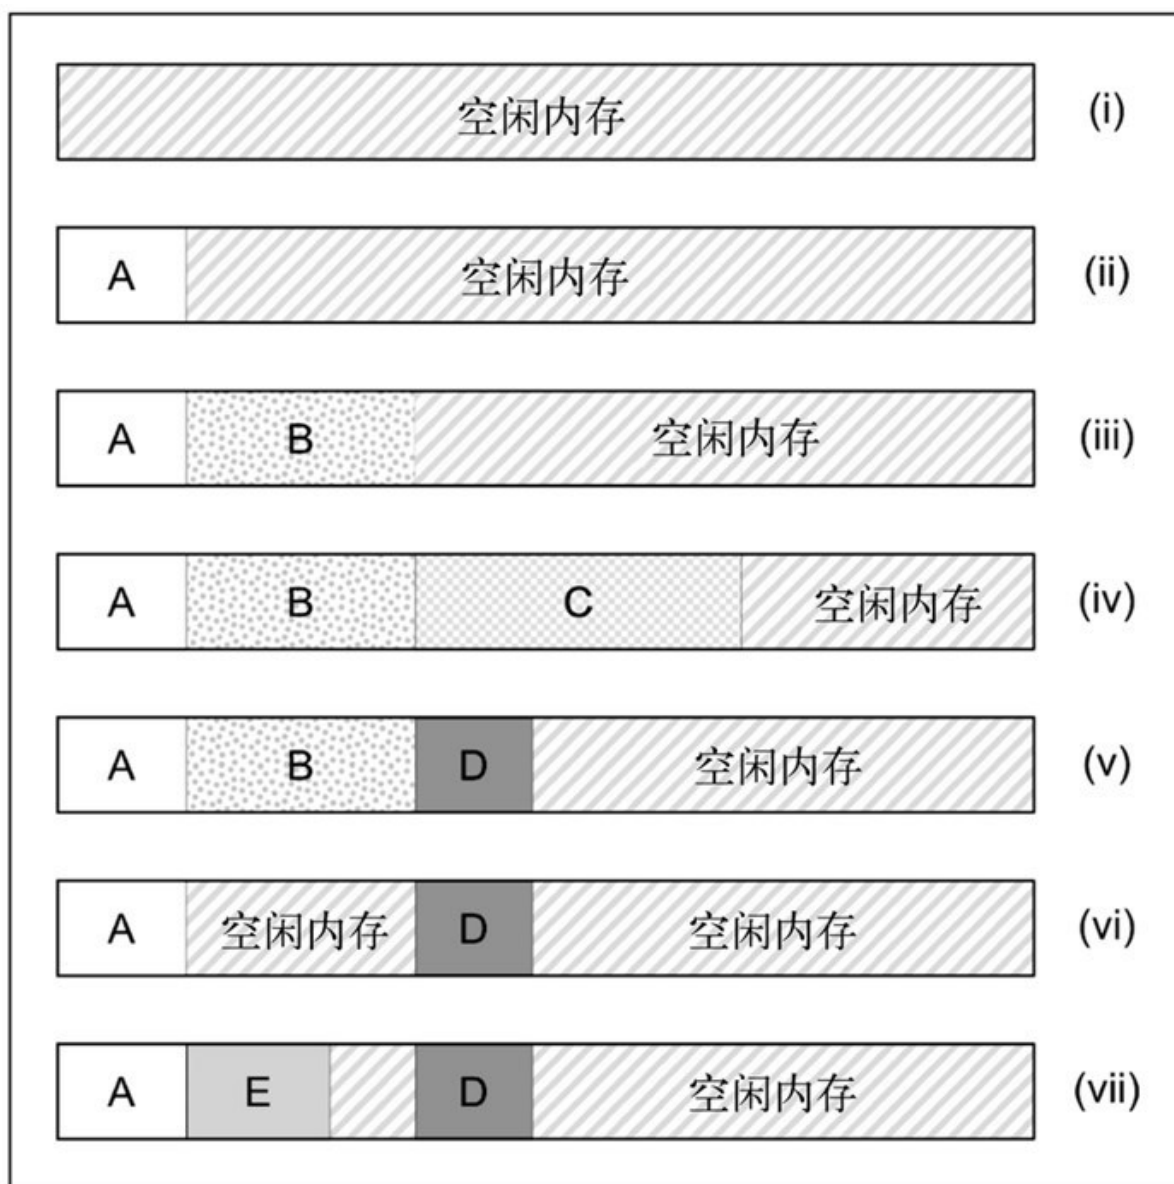 空闲内存 (i)
A 空闲内存 (ii)
A B 空闲内存 (iii)
A B C 空闲内存 (iv)
A B D 空闲内存 (v)
A 空闲内存 D 空闲内存 (vi)
A E D 空闲内存 (vii)